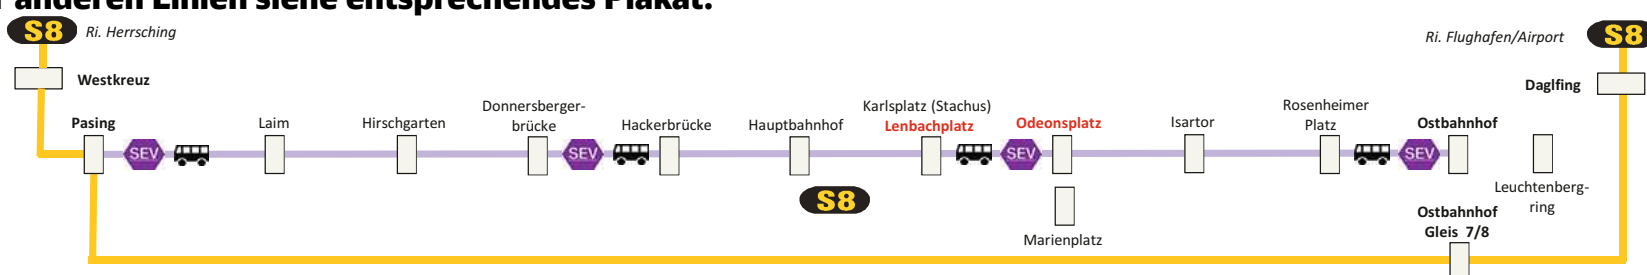 anderen Linien siehe entsprechendes Plakat.
S8 Ri. Herrsching
Ri. Flughafen/Airport S8
Westkreuz
Daglfing
Pasing
SEV
Laim
Hirschgarten
Donnersberger-
brücke
SEV
Hackerbrücke
Hauptbahnhof
Karlsplatz (Stachus)
Lenbachplatz
SEV
Odeonsplatz
Isartor
Rosenheimer
Platz
SEV
Ostbahnhof
Leuchtenberg-
ring
S8
Marienplatz
Ostbahnhof
Gleis 7/8